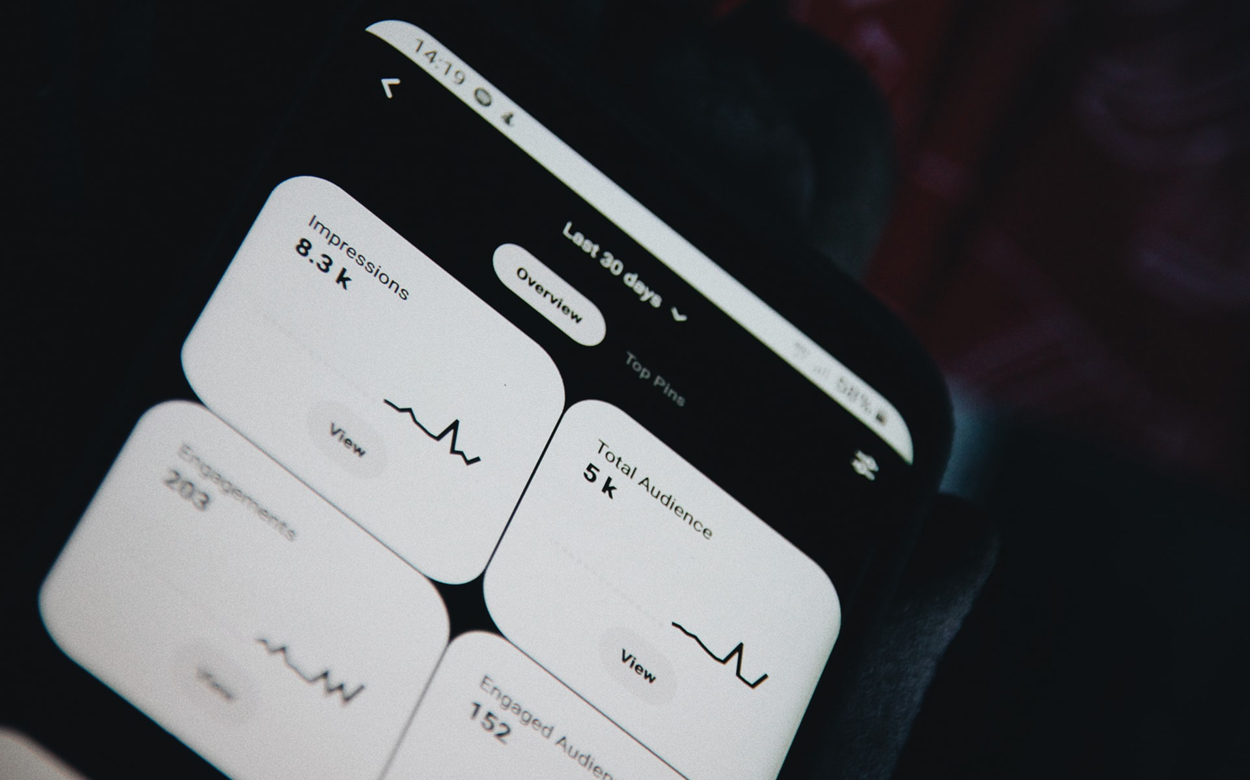 14:19
58%
Last 30 days
Overview
Top Pins
Impressions
8.3 k
View
Total Audience
5 k
View
Engagements
203
View
Engaged Audien
152